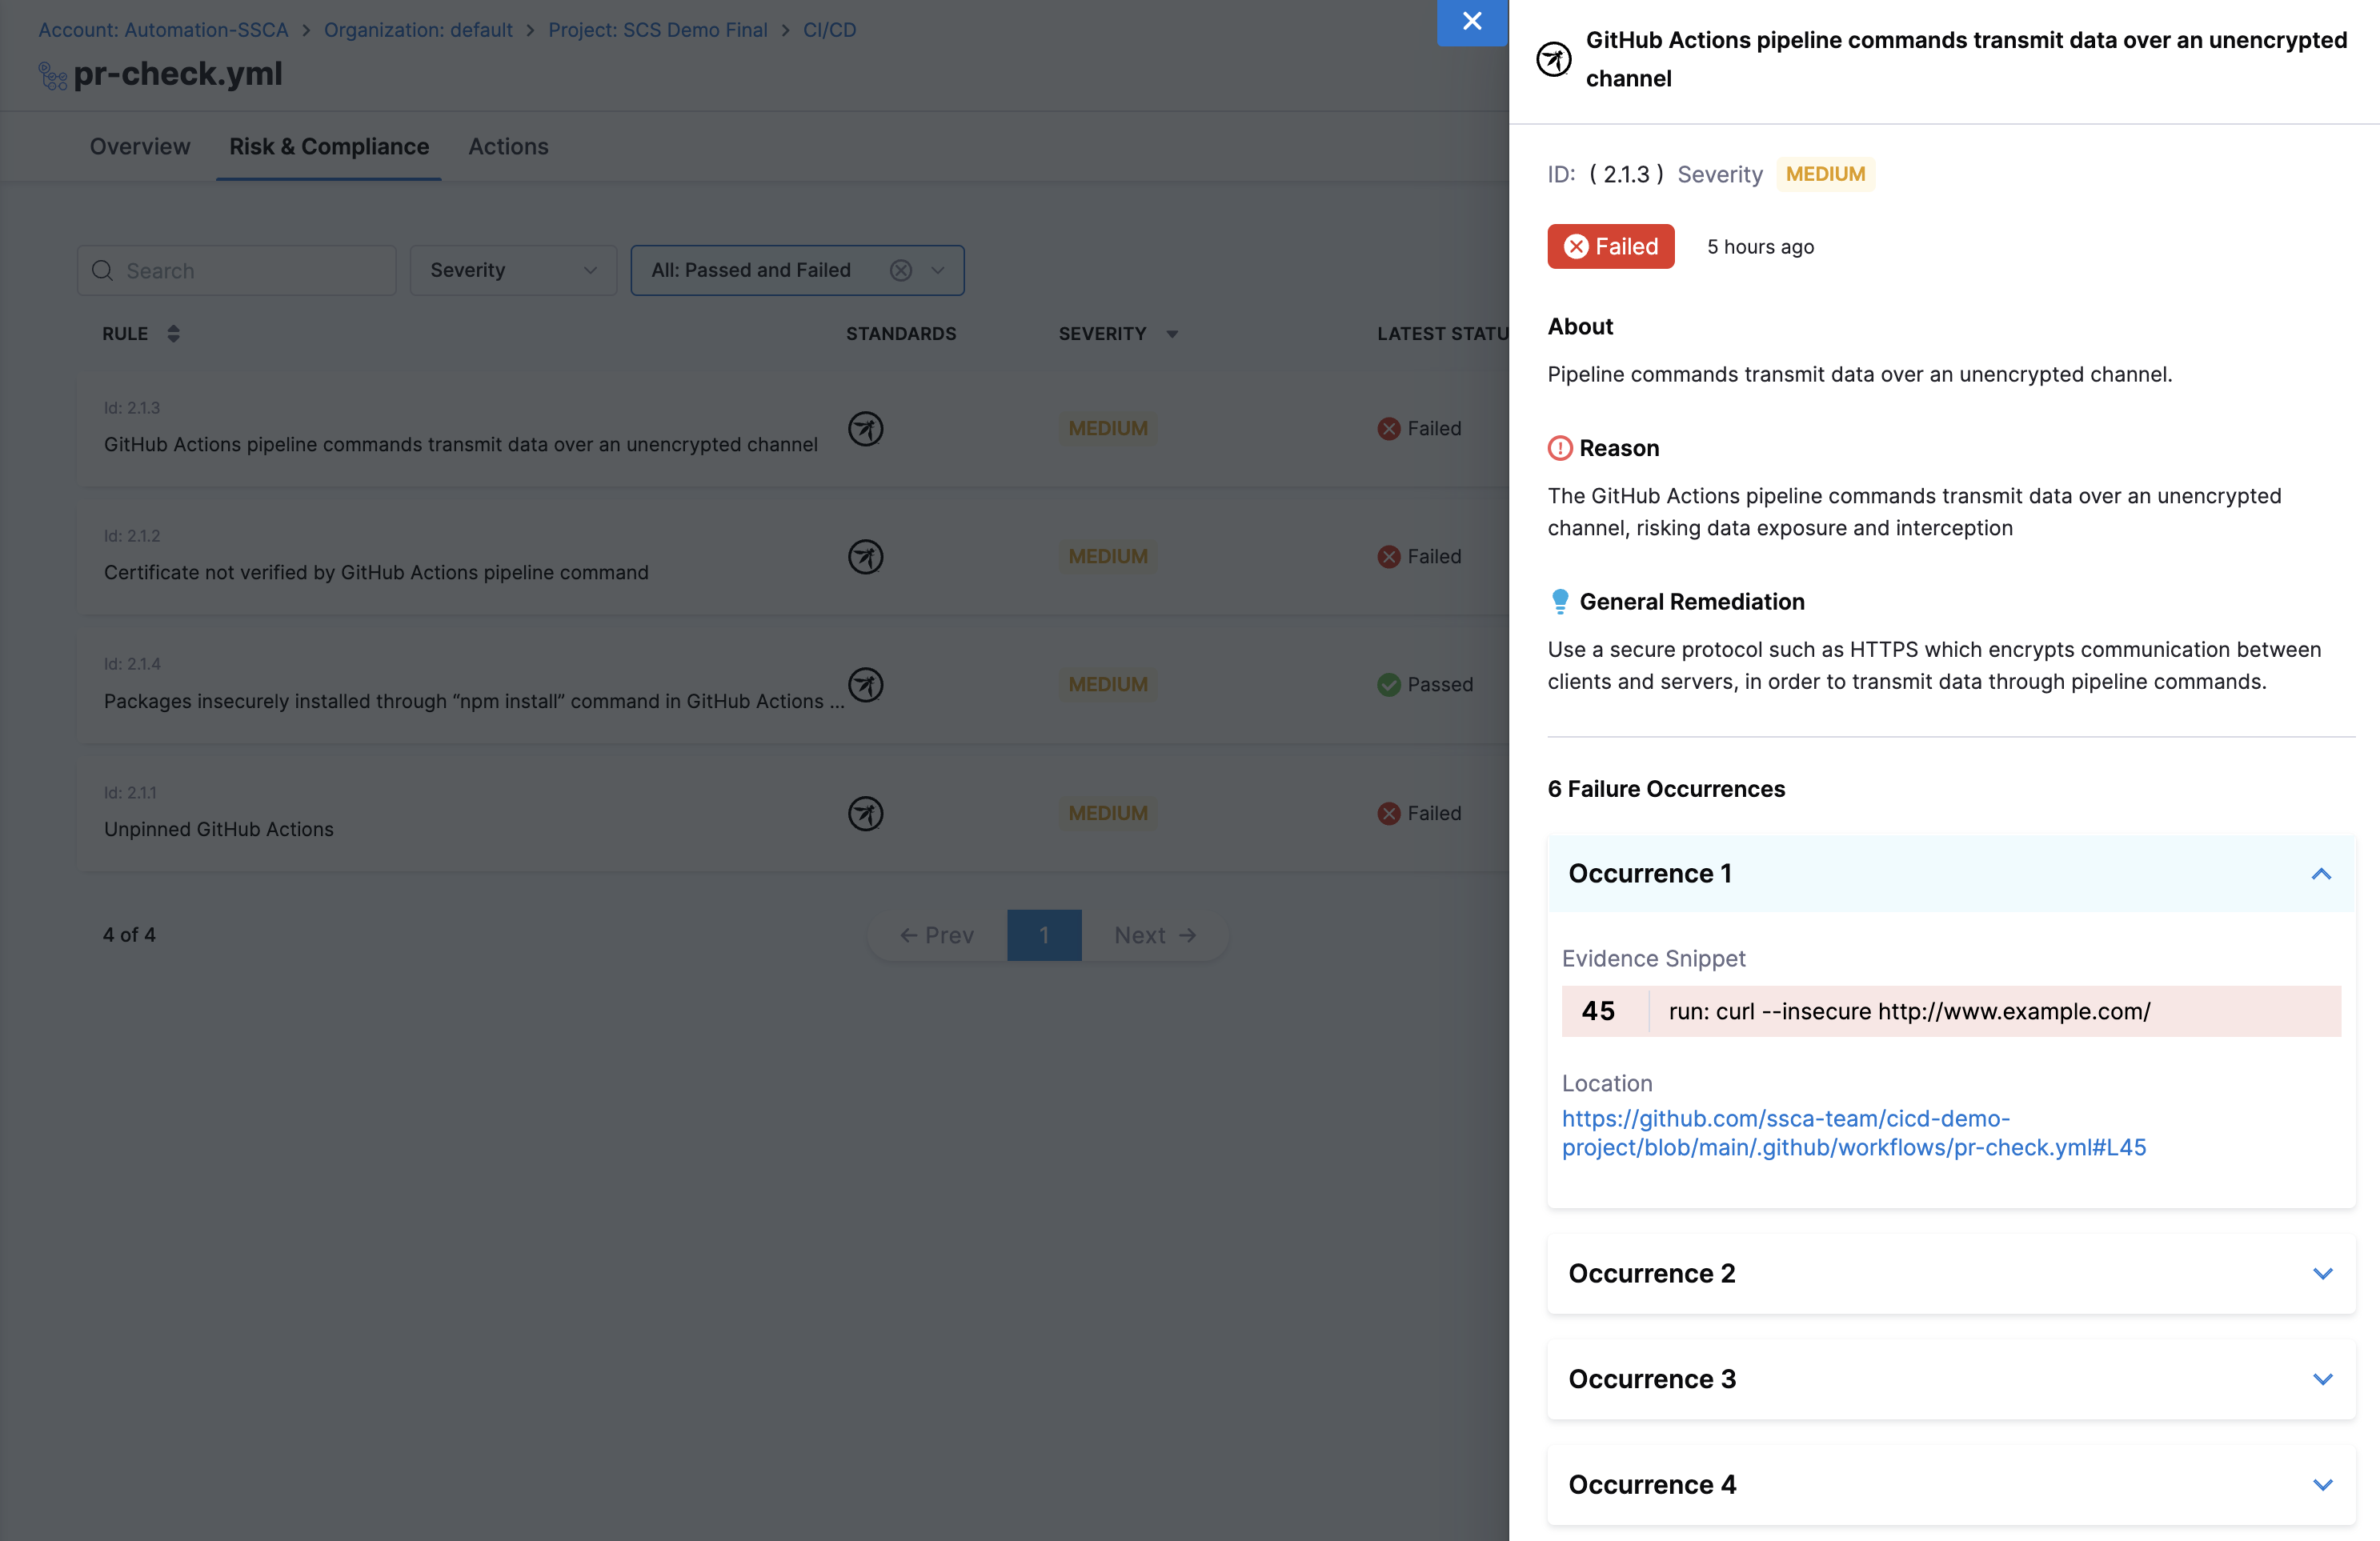 Account: Automation-SSCA > Organization: default > Project: SCS Demo Final > CI/CD
pr-check.yml
Overview Risk & Compliance Actions
Search Severity All: Passed and Failed
RULE STANDARDS SEVERITY LATEST STATU
Id: 2.1.3
GitHub Actions pipeline commands transmit data over an unencrypted channel
MEDIUM
Failed
Id: 2.1.2
Certificate not verified by GitHub Actions pipeline command
MEDIUM
Failed
Id: 2.1.4
Packages insecurely installed through “npm install” command in GitHub Actions ...
MEDIUM
Passed
Id: 2.1.1
Unpinned GitHub Actions
MEDIUM
Failed
4 of 4
← Prev 1 Next →
GitHub Actions pipeline commands transmit data over an unencrypted
channel
ID: ( 2.1.3 ) Severity MEDIUM
Failed 5 hours ago
About
Pipeline commands transmit data over an unencrypted channel.
Reason
The GitHub Actions pipeline commands transmit data over an unencrypted
channel, risking data exposure and interception
General Remediation
Use a secure protocol such as HTTPS which encrypts communication between
clients and servers, in order to transmit data through pipeline commands.
6 Failure Occurrences
Occurrence 1
Evidence Snippet
45 run: curl --insecure http://www.example.com/
Location
https://github.com/ssca-team/cicd-demo-
project/blob/main/.github/workflows/pr-check.yml#L45
Occurrence 2
Occurrence 3
Occurrence 4